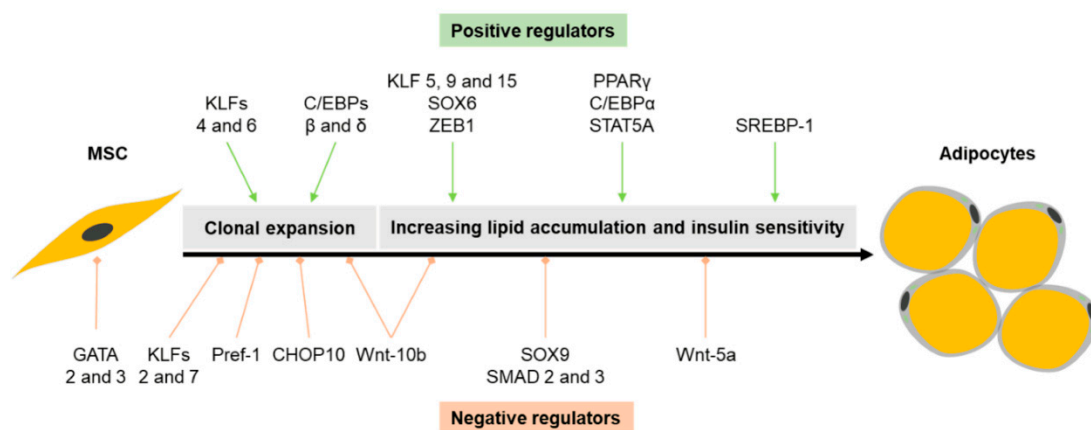 Positive regulators
KLFs
4 and 6
C/EBPs
β and δ
KLF 5, 9 and 15
SOX6
ZEB1
PPARγ
C/EBPα
STAT5A
SREBP-1
MSC
Adipocytes
Clonal expansion
Increasing lipid accumulation and insulin sensitivity
GATA
2 and 3
KLFs
2 and 7
Pref-1
CHOP10
Wnt-10b
SOX9
SMAD 2 and 3
Wnt-5a
Negative regulators